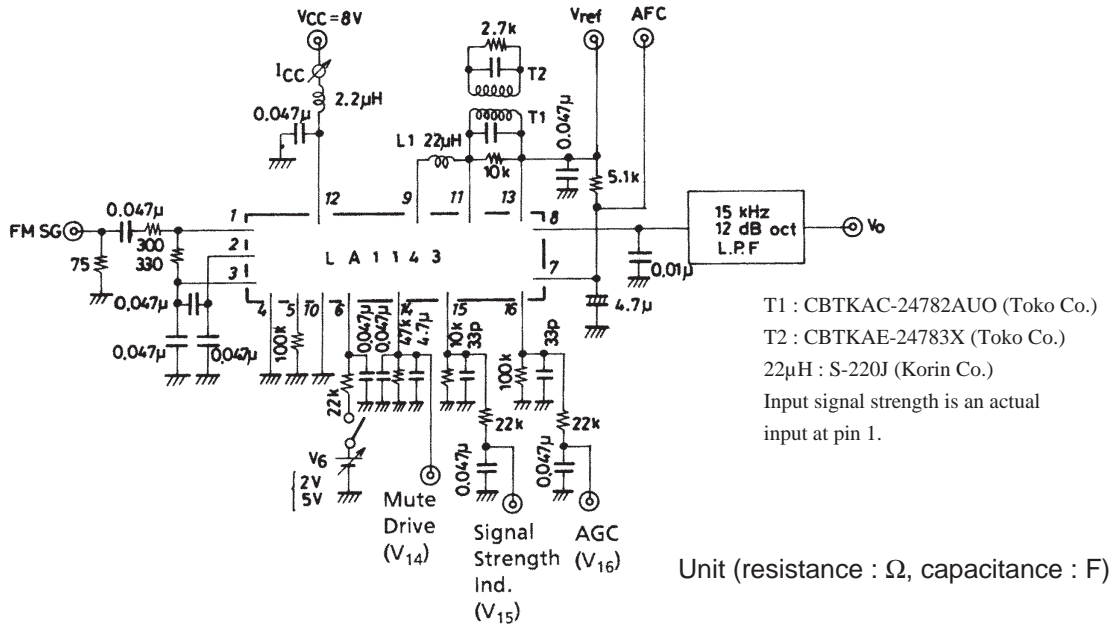 VCC=8V
ICC
2.2μH
0.047μ
2.7k
T2
T1
L1 22μH
10k
Vref
AFC
0.047μ
5.1k
12
9
11
13
FM SG
0.047μ
75
300
330
1
2
3
LA1143
8
7
15 kHz
12 dB oct
L.P.F
Vo
0.01μ
4.7μ
0.047μ
0.047μ
0.047μ
4
5
10
6
14
15
16
100k
0.047μ
0.047μ
47k
4.7μ
10k
33p
100k
33p
22k
22k
22k
V6
2V
5V
0.047μ
0.047μ
Mute
Drive
(V14)
Signal
Strength
Ind.
(V15)
AGC
(V16)
T1 : CBTKAC-24782AUO (Toko Co.)
T2 : CBTKAE-24783X (Toko Co.)
22μH : S-220J (Korin Co.)
Input signal strength is an actual
input at pin 1.
Unit (resistance : Ω, capacitance : F)